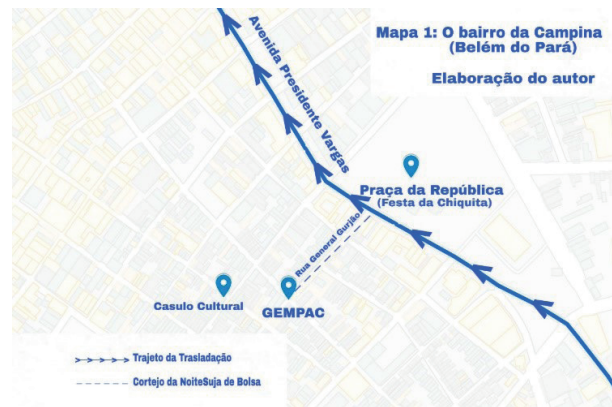 Mapa 1: O bairro da Campina
(Belém do Pará)
Elaboração do autor
Avenida Presidente Vargas
Praça da República
(Festa da Chiquita)
Rua General Gurjão
Casulo Cultural
GEMPAC
Trajeto da Trasladação
Cortejo da NoiteSuja de Bolsa